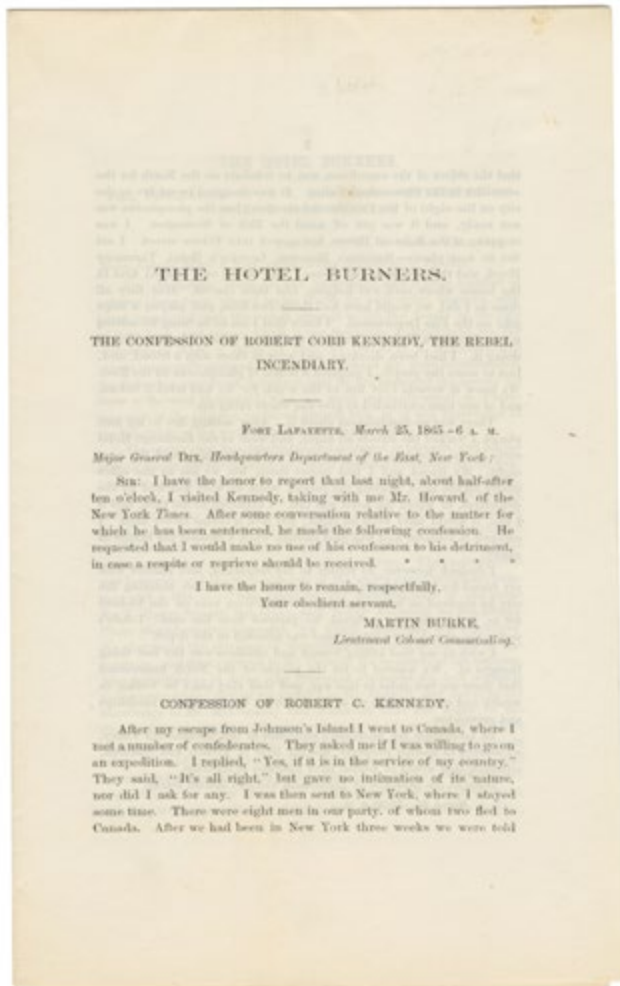 THE HOTEL BURNERS.
THE CONFESSION OF ROBERT COBB KENNEDY, THE REBEL
INCENDIARY.
FORT LAFAYETTE, March 25, 1865–6 A. M.
Major General DIX, Headquarters Department of the East, New York:
SIR: I have the honor to report that last night, about half-after
ten o'clock, I visited Kennedy, taking with me Mr. Howard, of the
New York Times. After some conversation relative to the matter for
which he has been sentenced, he made the following confession. He
requested that I would make no use of his confession to his detriment,
in case a respite or reprieve should be received. * * * *
I have the honor to remain, respectfully,
Your obedient servant,
MARTIN BURKE,
Lieutenant Colonel Commanding.
CONFESSION OF ROBERT C. KENNEDY.
After my escape from Johnson's Island I went to Canada, where I
met a number of confederates. They asked me if I was willing to go on
an expedition. I replied, "Yes, if it is in the service of my country."
They said, "It's all right," but gave no intimation of its nature,
nor did I ask for any. I was then sent to New York, where I stayed
some time. There were eight men in our party, of whom two fled to
Canada. After we had been in New York three weeks we were told